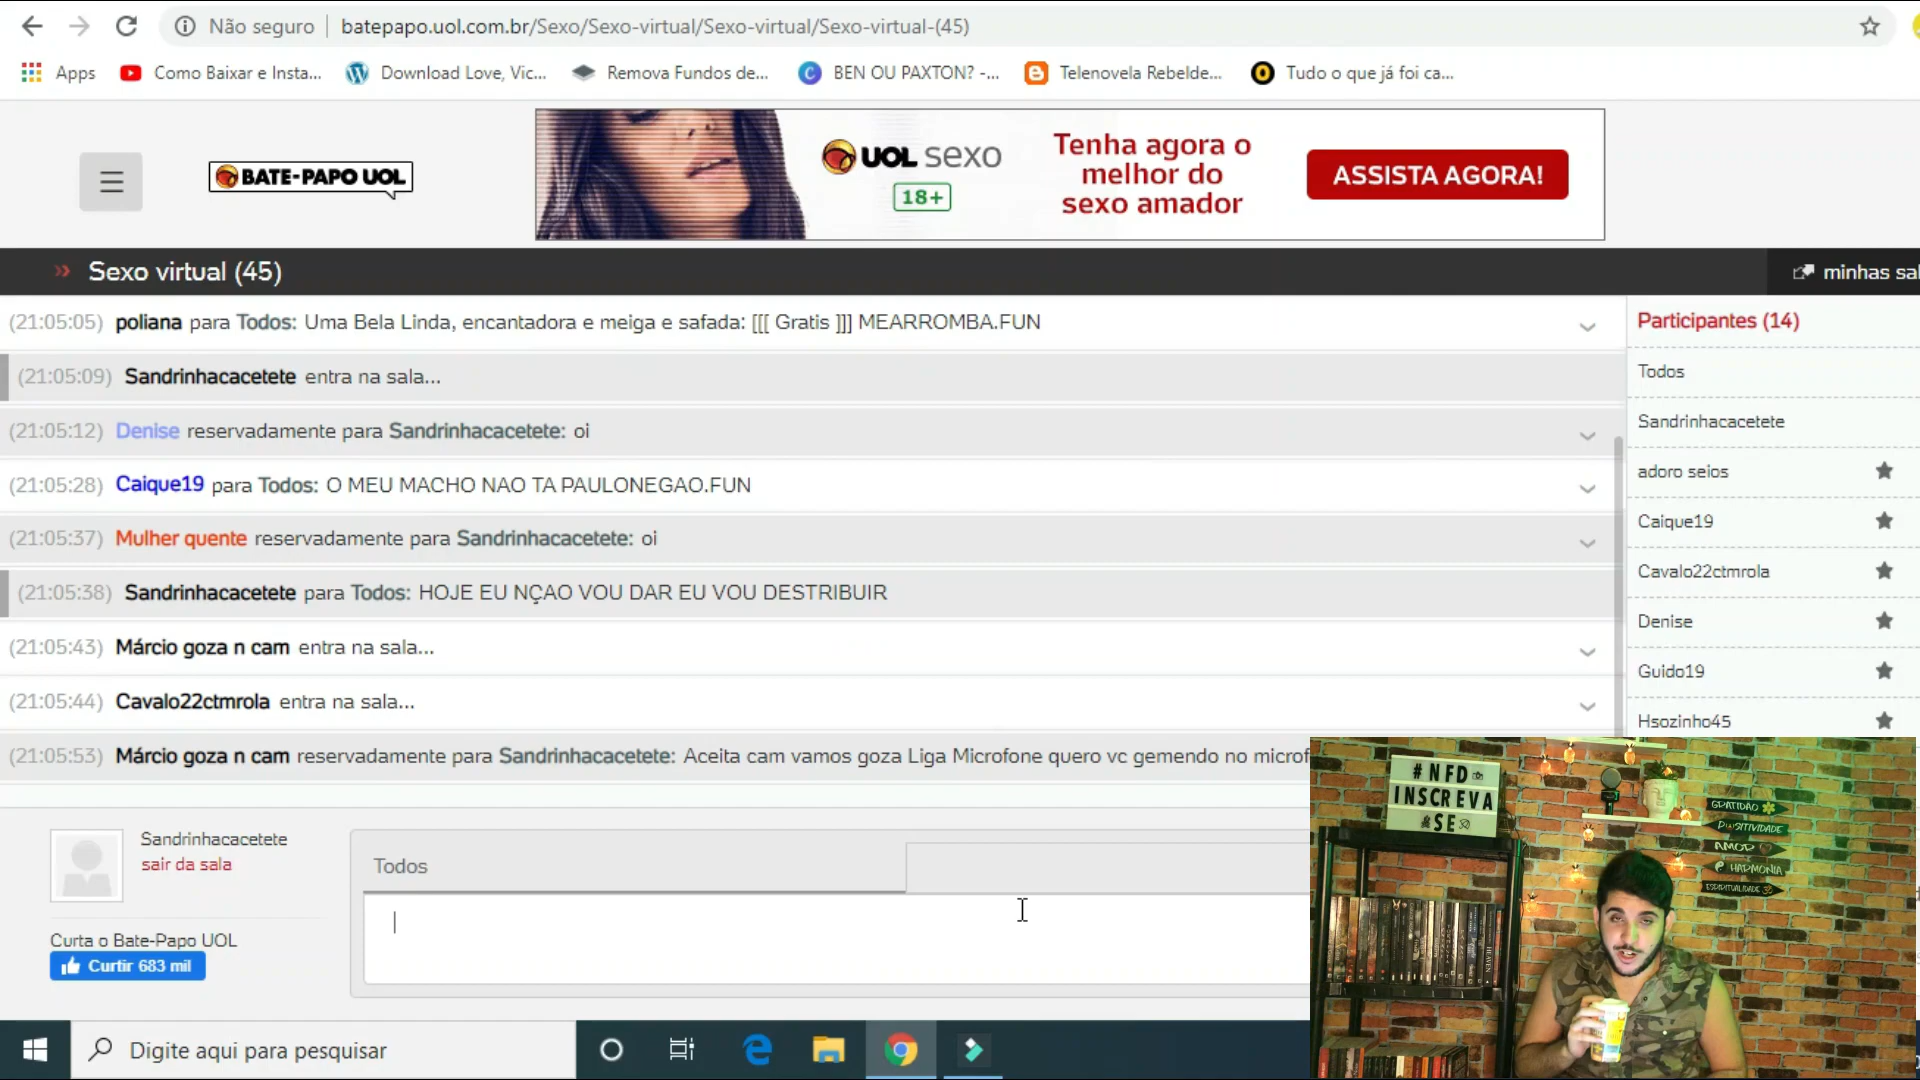 Não seguro
batepapo.uol.com.br/Sexo/Sexo-virtual/Sexo-virtual/Sexo-virtual-(45)
Apps
Como Baixar e Insta...
Download Love, Vic...
Remova Fundos de...
BEN OU PAXTON? -...
Telenovela Rebelde...
Tudo o que já foi ca...
BATE-PAPO UOL
UOL sexo
18+
Tenha agora o
melhor do
sexo amador
ASSISTA AGORA!
Sexo virtual (45)
minhas sal
(21:05:05) poliana para Todos: Uma Bela Linda, encantadora e meiga e safada: [[[ Gratis ]]] MEARROMBA.FUN
(21:05:09) Sandrinhacacetete entra na sala...
(21:05:12) Denise reservadamente para Sandrinhacacetete: oi
(21:05:28) Caique19 para Todos: O MEU MACHO NAO TA PAULONEGAO.FUN
(21:05:37) Mulher quente reservadamente para Sandrinhacacetete: oi
(21:05:38) Sandrinhacacetete para Todos: HOJE EU NÇAO VOU DAR EU VOU DESTRIBUIR
(21:05:43) Márcio goza n cam entra na sala...
(21:05:44) Cavalo22ctmrola entra na sala...
(21:05:53) Márcio goza n cam reservadamente para Sandrinhacacetete: Aceita cam vamos goza Liga Microfone quero vc gemendo no microf
Participantes (14)
Todos
Sandrinhacacetete
adoro seios
Caique19
Cavalo22ctmrola
Denise
Guido19
Hsozinho45
Sandrinhacacetete
sair da sala
Curta o Bate-Papo UOL
Curtir 683 mil
Todos
#NFD
INSCREVA
SE
GRATIDÃO
POSITIVIDADE
AMOR
HARMONIA
ESPIRITUALIDADE
Digite aqui para pesquisar